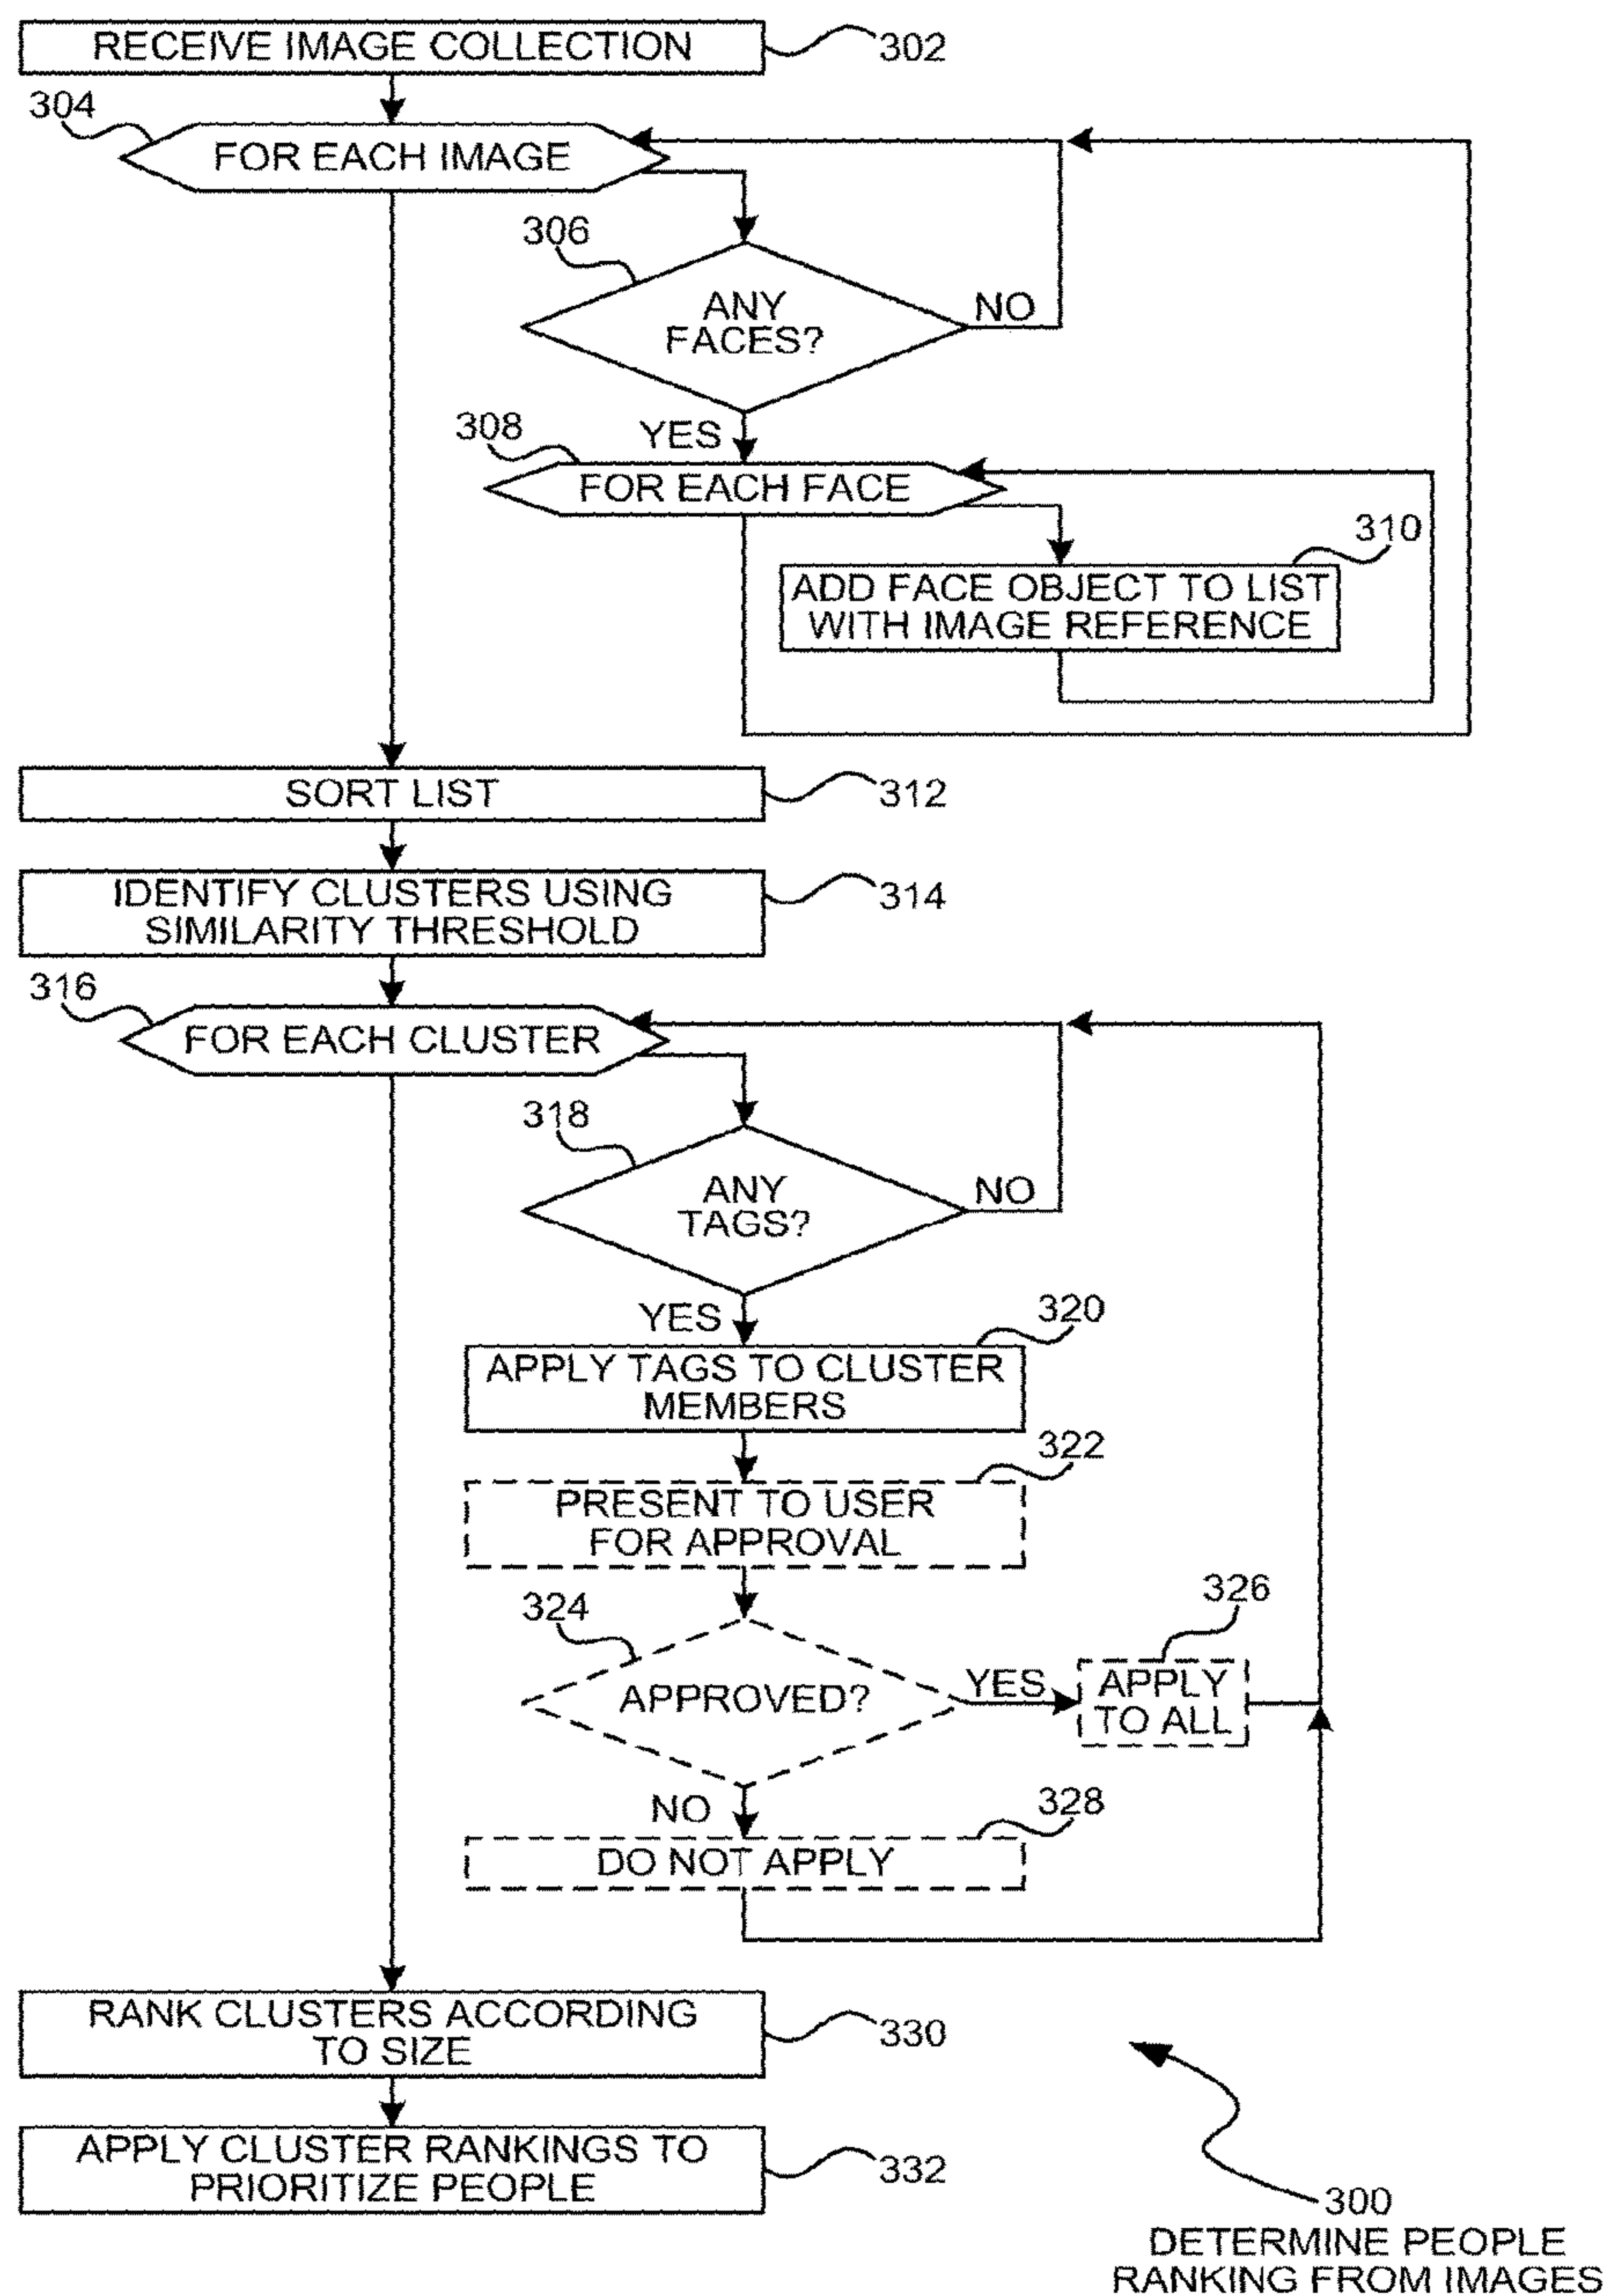 RECEIVE IMAGE COLLECTION
302
304
FOR EACH IMAGE
306
ANY
FACES?
NO
YES
308
FOR EACH FACE
310
ADD FACE OBJECT TO LIST
WITH IMAGE REFERENCE
SORT LIST
312
IDENTIFY CLUSTERS USING
SIMILARITY THRESHOLD
314
316
FOR EACH CLUSTER
318
ANY
TAGS?
NO
YES
320
APPLY TAGS TO CLUSTER
MEMBERS
322
PRESENT TO USER
FOR APPROVAL
324
APPROVED?
YES
326
APPLY
TO ALL
NO
328
DO NOT APPLY
RANK CLUSTERS ACCORDING
TO SIZE
330
APPLY CLUSTER RANKINGS TO
PRIORITIZE PEOPLE
332
300
DETERMINE PEOPLE
RANKING FROM IMAGES